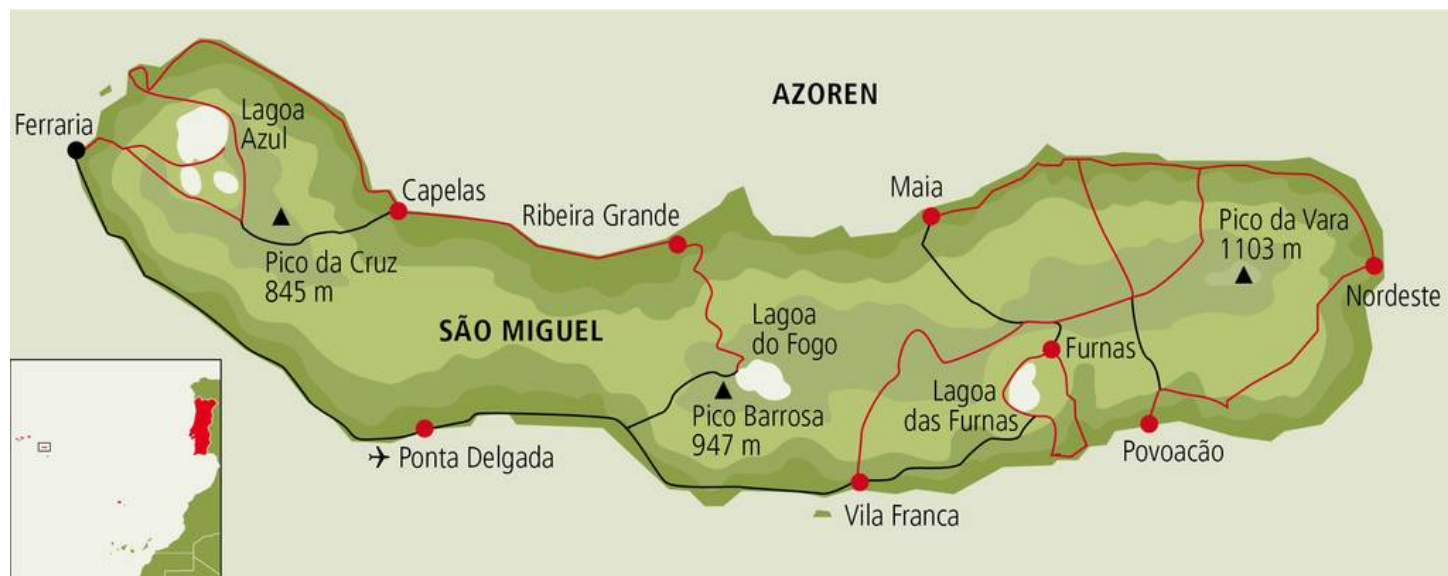 AZOREN
Lagoa
Azul
Ferraria
Capelas
Maia
Ribeira Grande
Pico da Vara
1103 m
Pico da Cruz
845 m
Nordeste
SÃO MIGUEL
Lagoa
do Fogo
Furnas
Lagoa
das Furnas
Pico Barrosa
947 m
Povoacão
Ponta Delgada
Vila Franca